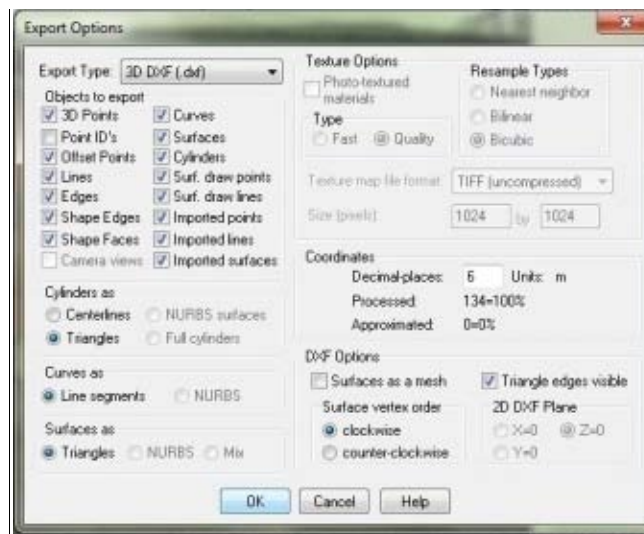 Export Options
Export Type: 3D DXF (.dxf)
Objects to export
3D Points
Curves
Point ID's
Surfaces
Offset Points
Cylinders
Lines
Surf. draw points
Edges
Surf. draw lines
Shape Edges
Imported points
Shape Faces
Imported lines
Camera views
Imported surfaces
Cylinders as
Centerlines
NURBS surfaces
Triangles
Full cylinders
Curves as
Line segments
NURBS
Surfaces as
Triangles
NURBS
Mix
Texture Options
Photo-textured
materials
Type
Fast
Quality
Resample Types
Nearest neighbor
Bilinear
Bicubic
Texture map file format: TIFF (uncompressed)
Size (pixels): 1024 by 1024
Coordinates
Decimal-places: 6 Units: m
Processed: 134=100%
Approximated: 0=0%
DXF Options
Surfaces as a mesh
Triangle edges visible
Surface vertex order
clockwise
counter-clockwise
2D DXF Plane
X=0
Z=0
Y=0
OK
Cancel
Help